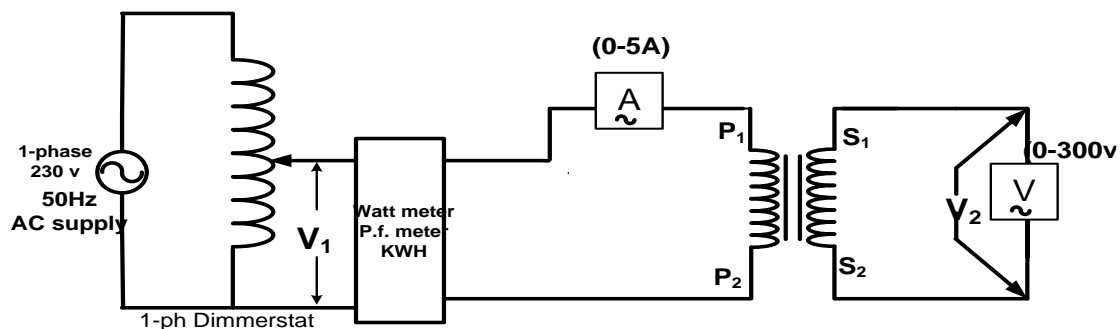 1-phase
230 v
50Hz
AC supply
1-ph Dimmerstat
V1
Watt meter
P.f. meter
KWH
(0-5A)
A
P1
P2
S1
S2
V2
(0-300v
V